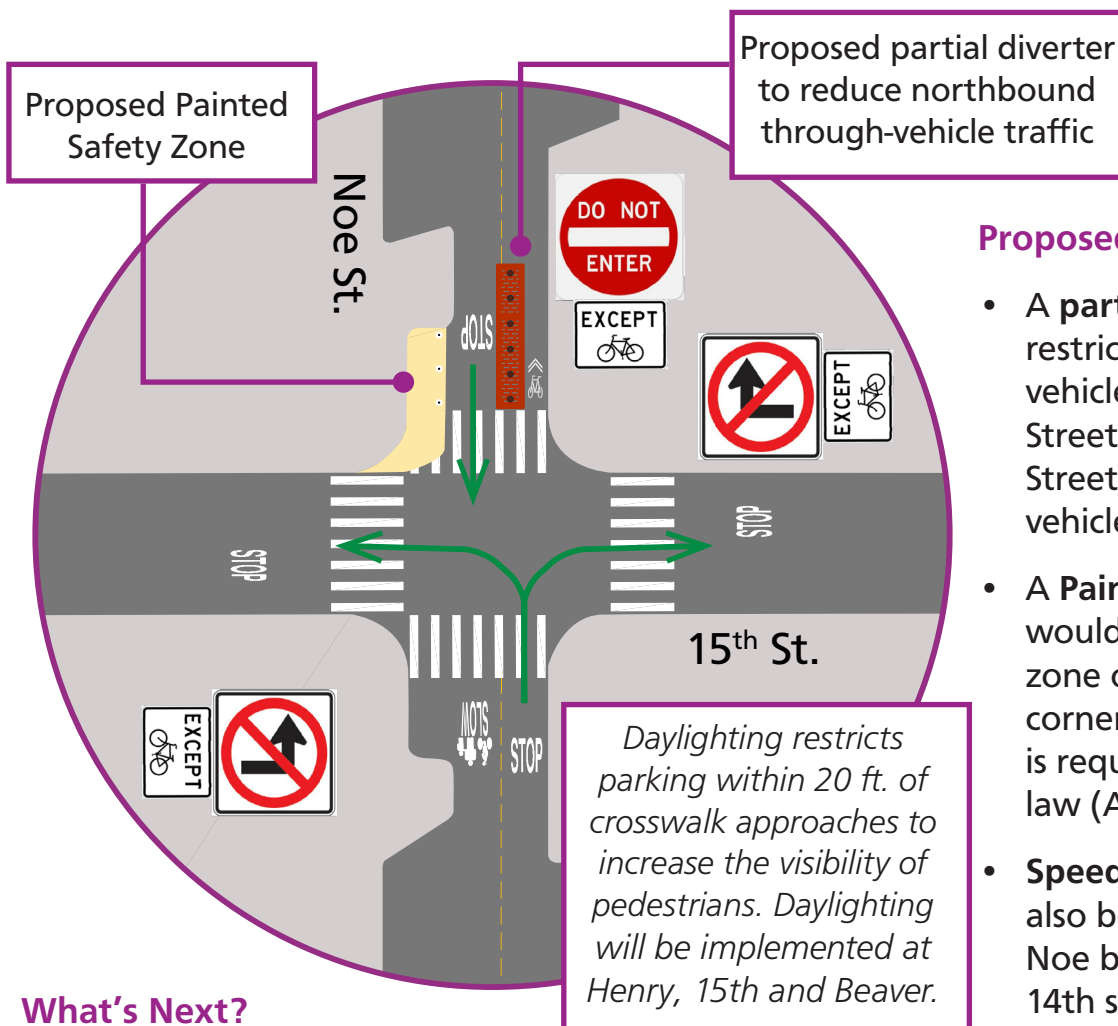 Proposed Painted
Safety Zone
Proposed partial diverter
to reduce northbound
through-vehicle traffic
Noe St.
DO NOT
ENTER
EXCEPT
EXCEPT
STOP
STOP
STOP
15th St.
EXCEPT
SLOW
STOP
Daylighting restricts
parking within 20 ft. of
crosswalk approaches to
increase the visibility of
pedestrians. Daylighting
will be implemented at
Henry, 15th and Beaver.
What's Next?
Proposed
• A part
restric
vehicle
Street
Street
vehicle
• A Pain
would
zone o
corner
is requ
law (A
• Speed
also b
Noe b
14th s